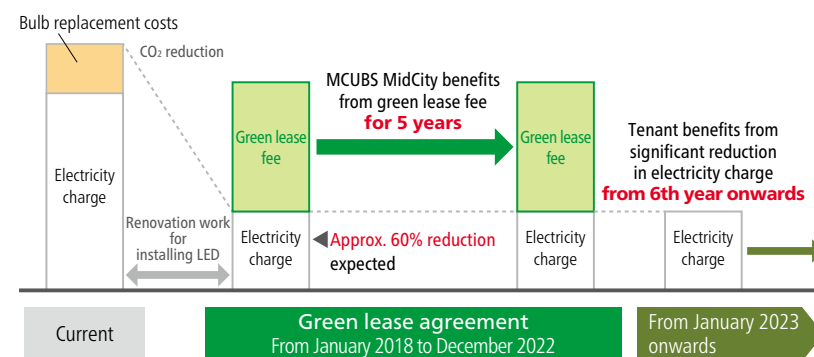 Bulb replacement costs
CO₂ reduction
Electricity
charge
Renovation work
for
installing LED
Green lease
fee
Electricity
charge
MCUBS MidCity benefits
from green lease fee
for 5 years
Approx. 60% reduction
expected
Green lease
fee
Electricity
charge
Tenant benefits from
significant reduction
in electricity charge
from 6th year onwards
Electricity
charge
Current
Green lease agreement
From January 2018 to December 2022
From January 2023
onwards